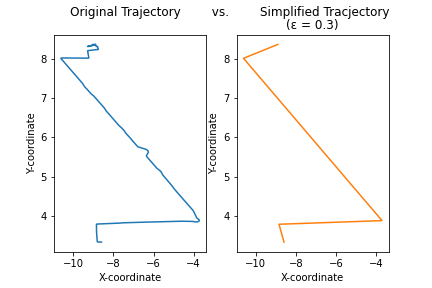 Original Trajectory vs. Simplified Tracjectory
(ε = 0.3)
8
7
6
5
4
−10 −8 −6 −4
X-coordinate
Y-coordinate
8
7
6
5
4
−10 −8 −6 −4
X-coordinate
Y-coordinate